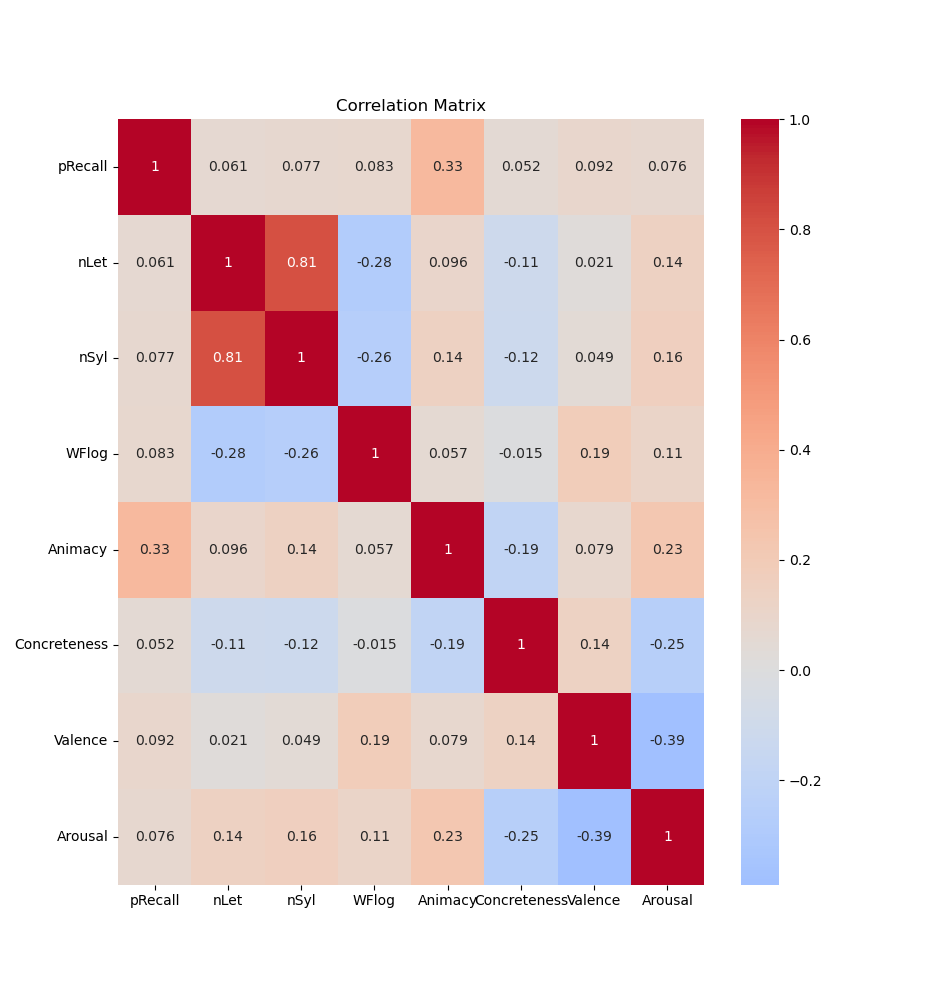 Correlation Matrix
pRecall 1 0.061 0.077 0.083 0.33 0.052 0.092 0.076
nLet 0.061 1 0.81 -0.28 0.096 -0.11 0.021 0.14
nSyl 0.077 0.81 1 -0.26 0.14 -0.12 0.049 0.16
WFlog 0.083 -0.28 -0.26 1 0.057 -0.015 0.19 0.11
Animacy 0.33 0.096 0.14 0.057 1 -0.19 0.079 0.23
Concreteness 0.052 -0.11 -0.12 -0.015 -0.19 1 0.14 -0.25
Valence 0.092 0.021 0.049 0.19 0.079 0.14 1 -0.39
Arousal 0.076 0.14 0.16 0.11 0.23 -0.25 -0.39 1
pRecall nLet nSyl WFlog Animacy Concreteness Valence Arousal
1.0
0.8
0.6
0.4
0.2
0.0
−0.2